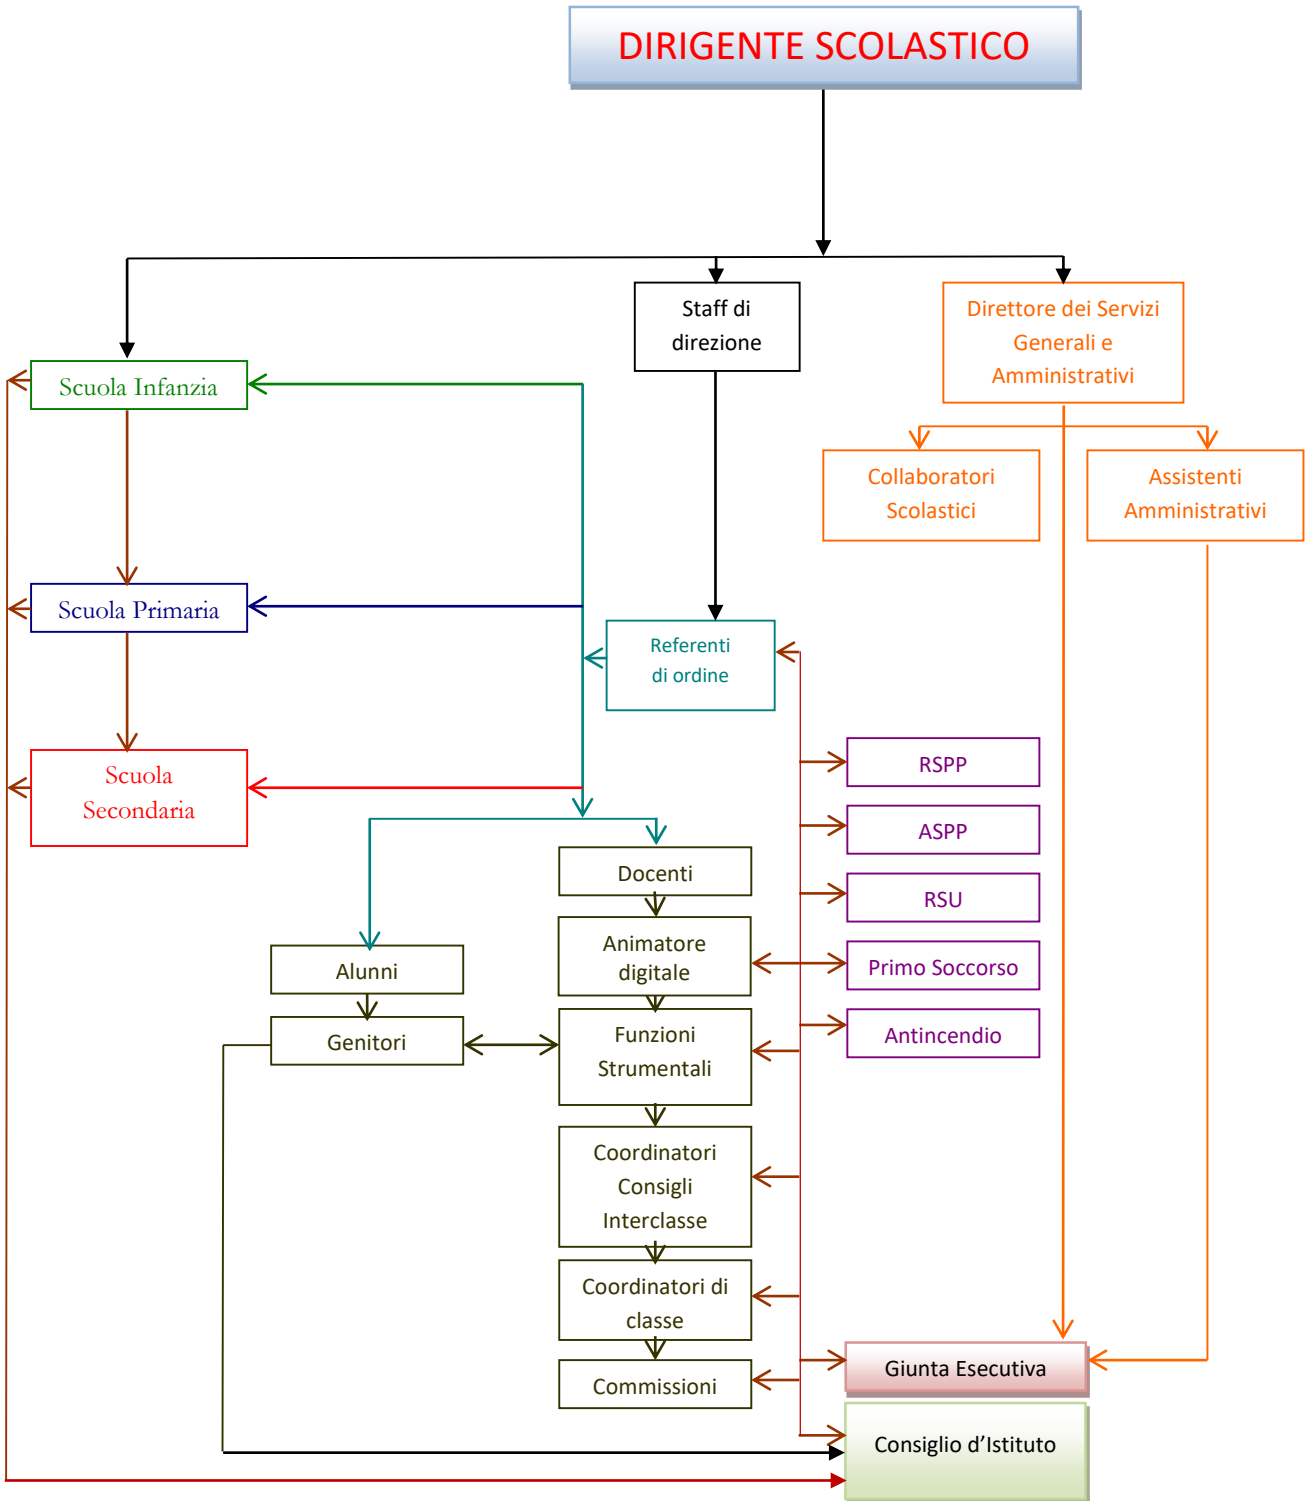 DIRIGENTE SCOLASTICO
Staff di
direzione
Direttore dei Servizi
Generali e
Amministrativi
Scuola Infanzia
Collaboratori
Scolastici
Assistenti
Amministrativi
Scuola Primaria
Referenti
di ordine
Scuola
Secondaria
RSPP
ASPP
Docenti
RSU
Animatore
digitale
Primo Soccorso
Alunni
Genitori
Funzioni
Strumentali
Antincendio
Coordinatori
Consigli
Interclasse
Coordinatori di
classe
Giunta Esecutiva
Commissioni
Consiglio d’Istituto